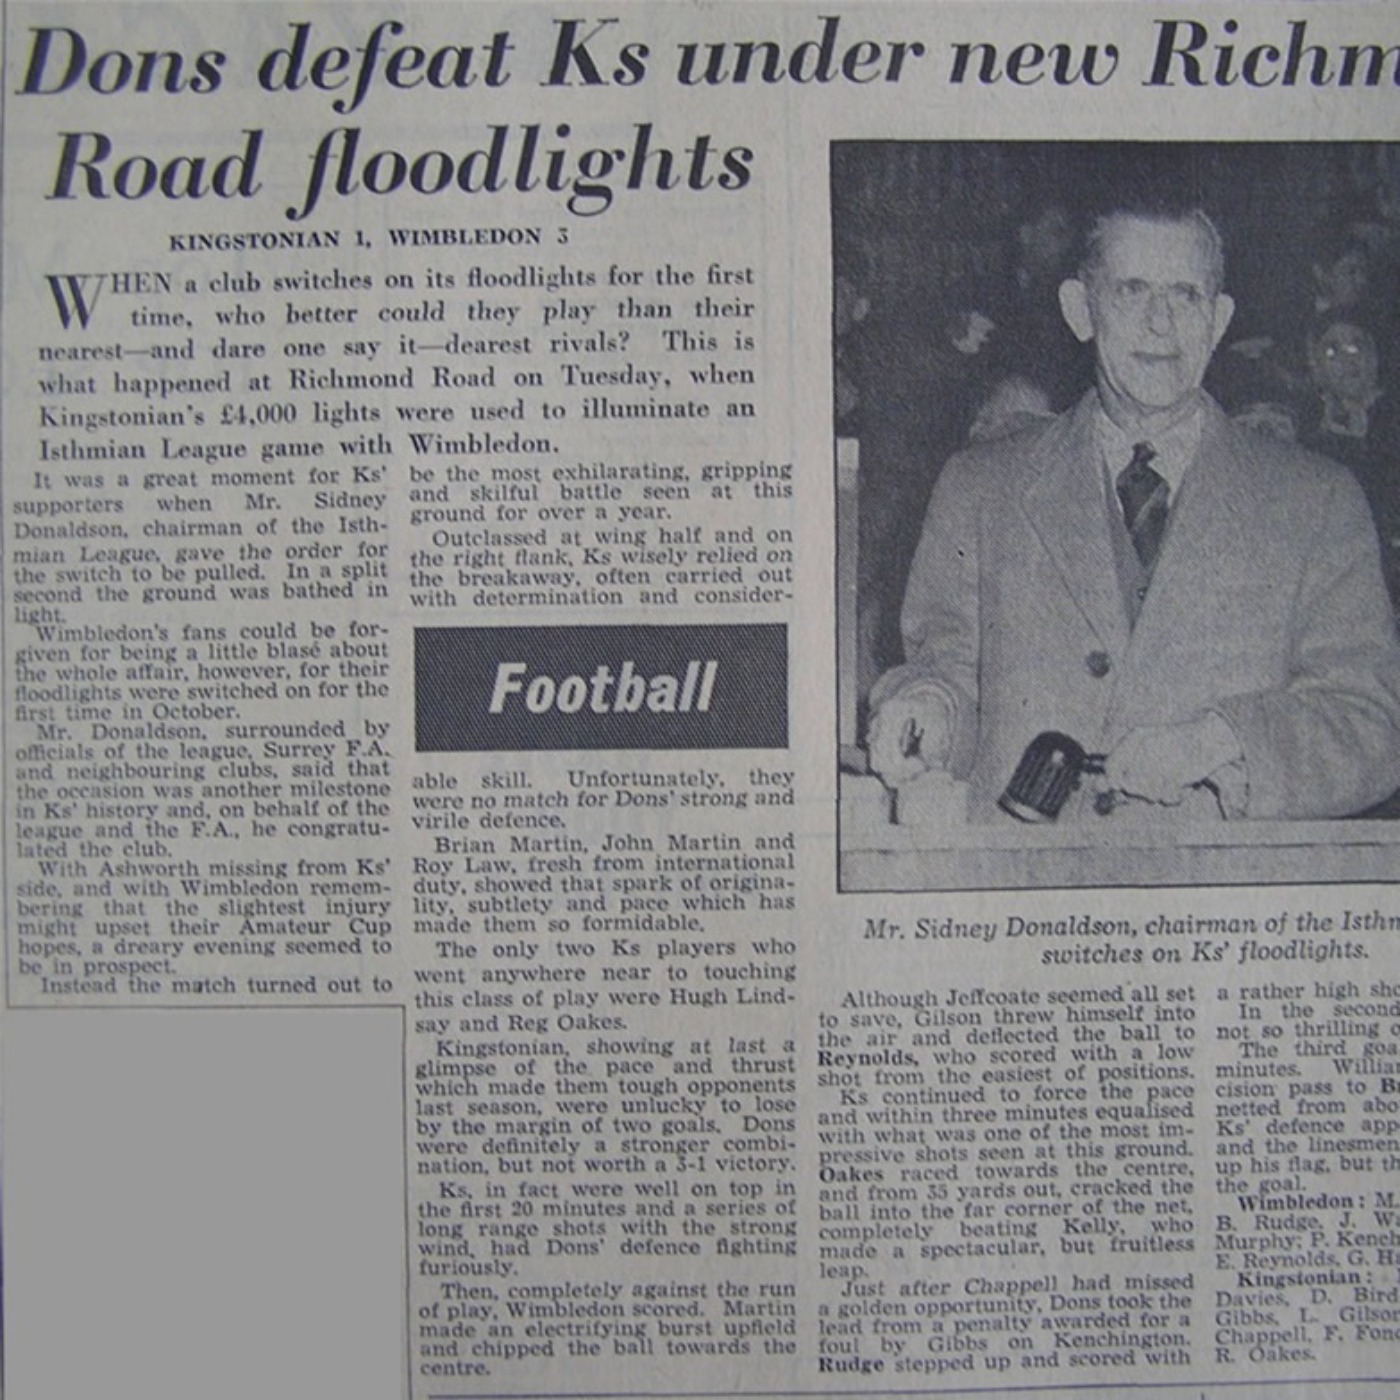 Dons defeat Ks under new Richm
Road floodlights
KINGSTONIAN 1, WIMBLEDON 3
WHEN a club switches on its floodlights for the first
time, who better could they play than their
nearest—and dare one say it—dearest rivals? This is
what happened at Richmond Road on Tuesday, when
Kingstonian's £4,000 lights were used to illuminate an
Isthmian League game with Wimbledon.
It was a great moment for Ks'
supporters when Mr. Sidney
Donaldson, chairman of the Isth-
mian League, gave the order for
the switch to be pulled. In a split
second the ground was bathed in
light.
Wimbledon's fans could be for-
given for being a little blasé about
the whole affair, however, for their
floodlights were switched on for the
first time in October.
Mr. Donaldson, surrounded by
officials of the league, Surrey F.A.
and neighbouring clubs, said that
the occasion was another milestone
in Ks' history and, on behalf of the
league and the F.A., he congratu-
lated the club.
With Ashworth missing from Ks'
side, and with Wimbledon remem-
bering that the slightest injury
might upset their Amateur Cup
hopes, a dreary evening seemed to
be in prospect.
Instead the match turned out to
be the most exhilarating, gripping
and skilful battle seen at this
ground for over a year.
Outclassed at wing half and on
the right flank, Ks wisely relied on
the breakaway, often carried out
with determination and consider-
Football
able skill. Unfortunately, they
were no match for Dons' strong and
virile defence.
Brian Martin, John Martin and
Roy Law, fresh from international
duty, showed that spark of origina-
lity, subtlety and pace which has
made them so formidable.
The only two Ks players who
went anywhere near to touching
this class of play were Hugh Lind-
say and Reg Oakes.
Kingstonian, showing at last a
glimpse of the pace and thrust
which made them tough opponents
last season, were unlucky to lose
by the margin of two goals. Dons
were definitely a stronger combi-
nation, but not worth a 3-1 victory.
Ks, in fact were well on top in
the first 20 minutes and a series of
long range shots with the strong
wind, had Dons' defence fighting
furiously.
Then, completely against the run
of play, Wimbledon scored. Martin
made an electrifying burst upfield
and chipped the ball towards the
centre.
Mr. Sidney Donaldson, chairman of the Isthm
switches on Ks' floodlights.
Although Jeffcoate seemed all set
to save, Gilson threw himself into
the air and deflected the ball to
Reynolds, who scored with a low
shot from the easiest of positions.
Ks continued to force the pace
and within three minutes equalised
with what was one of the most im-
pressive shots seen at this ground.
Oakes raced towards the centre,
and from 35 yards out, cracked the
ball into the far corner of the net,
completely beating Kelly, who
made a spectacular, but fruitless
leap.
Just after Chappell had missed
a golden opportunity, Dons took the
lead from a penalty awarded for a
foul by Gibbs on Kenchington.
Rudge stepped up and scored with
a rather high sho
In the second
not so thrilling o
The third goa
minutes. Willia
cision pass to Br
netted from abo
Ks' defence app
and the linesmen
up his flag, but th
the goal.
Wimbledon: M.
B. Rudge, J. Wa
Murphy; P. Kench
E. Reynolds, G. Ha
Kingstonian:
Davies, D. Bird
Gibbs, L. Gilso
Chappell, F. Fon
R. Oakes.